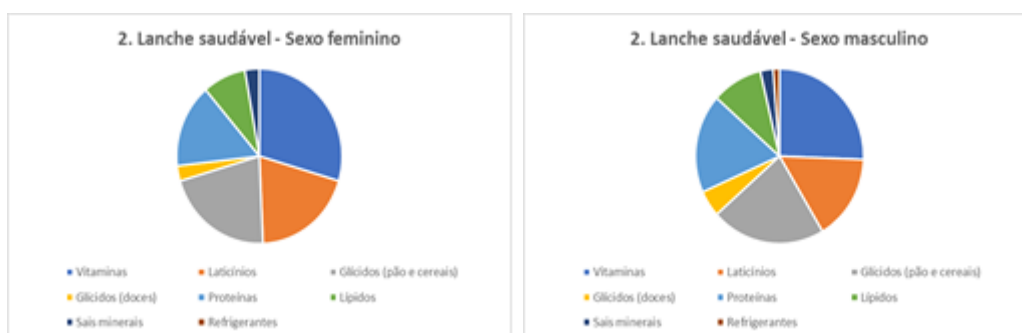 2. Lanche saudável - Sexo feminino
Vitaminas
Laticínios
Glícidos (pão e cereais)
Glícidos (doces)
Proteínas
Lípidos
Sais minerais
Refrigerantes
2. Lanche saudável - Sexo masculino
Vitaminas
Laticínios
Glícidos (pão e cereais)
Glícidos (doces)
Proteínas
Lípidos
Sais minerais
Refrigerantes